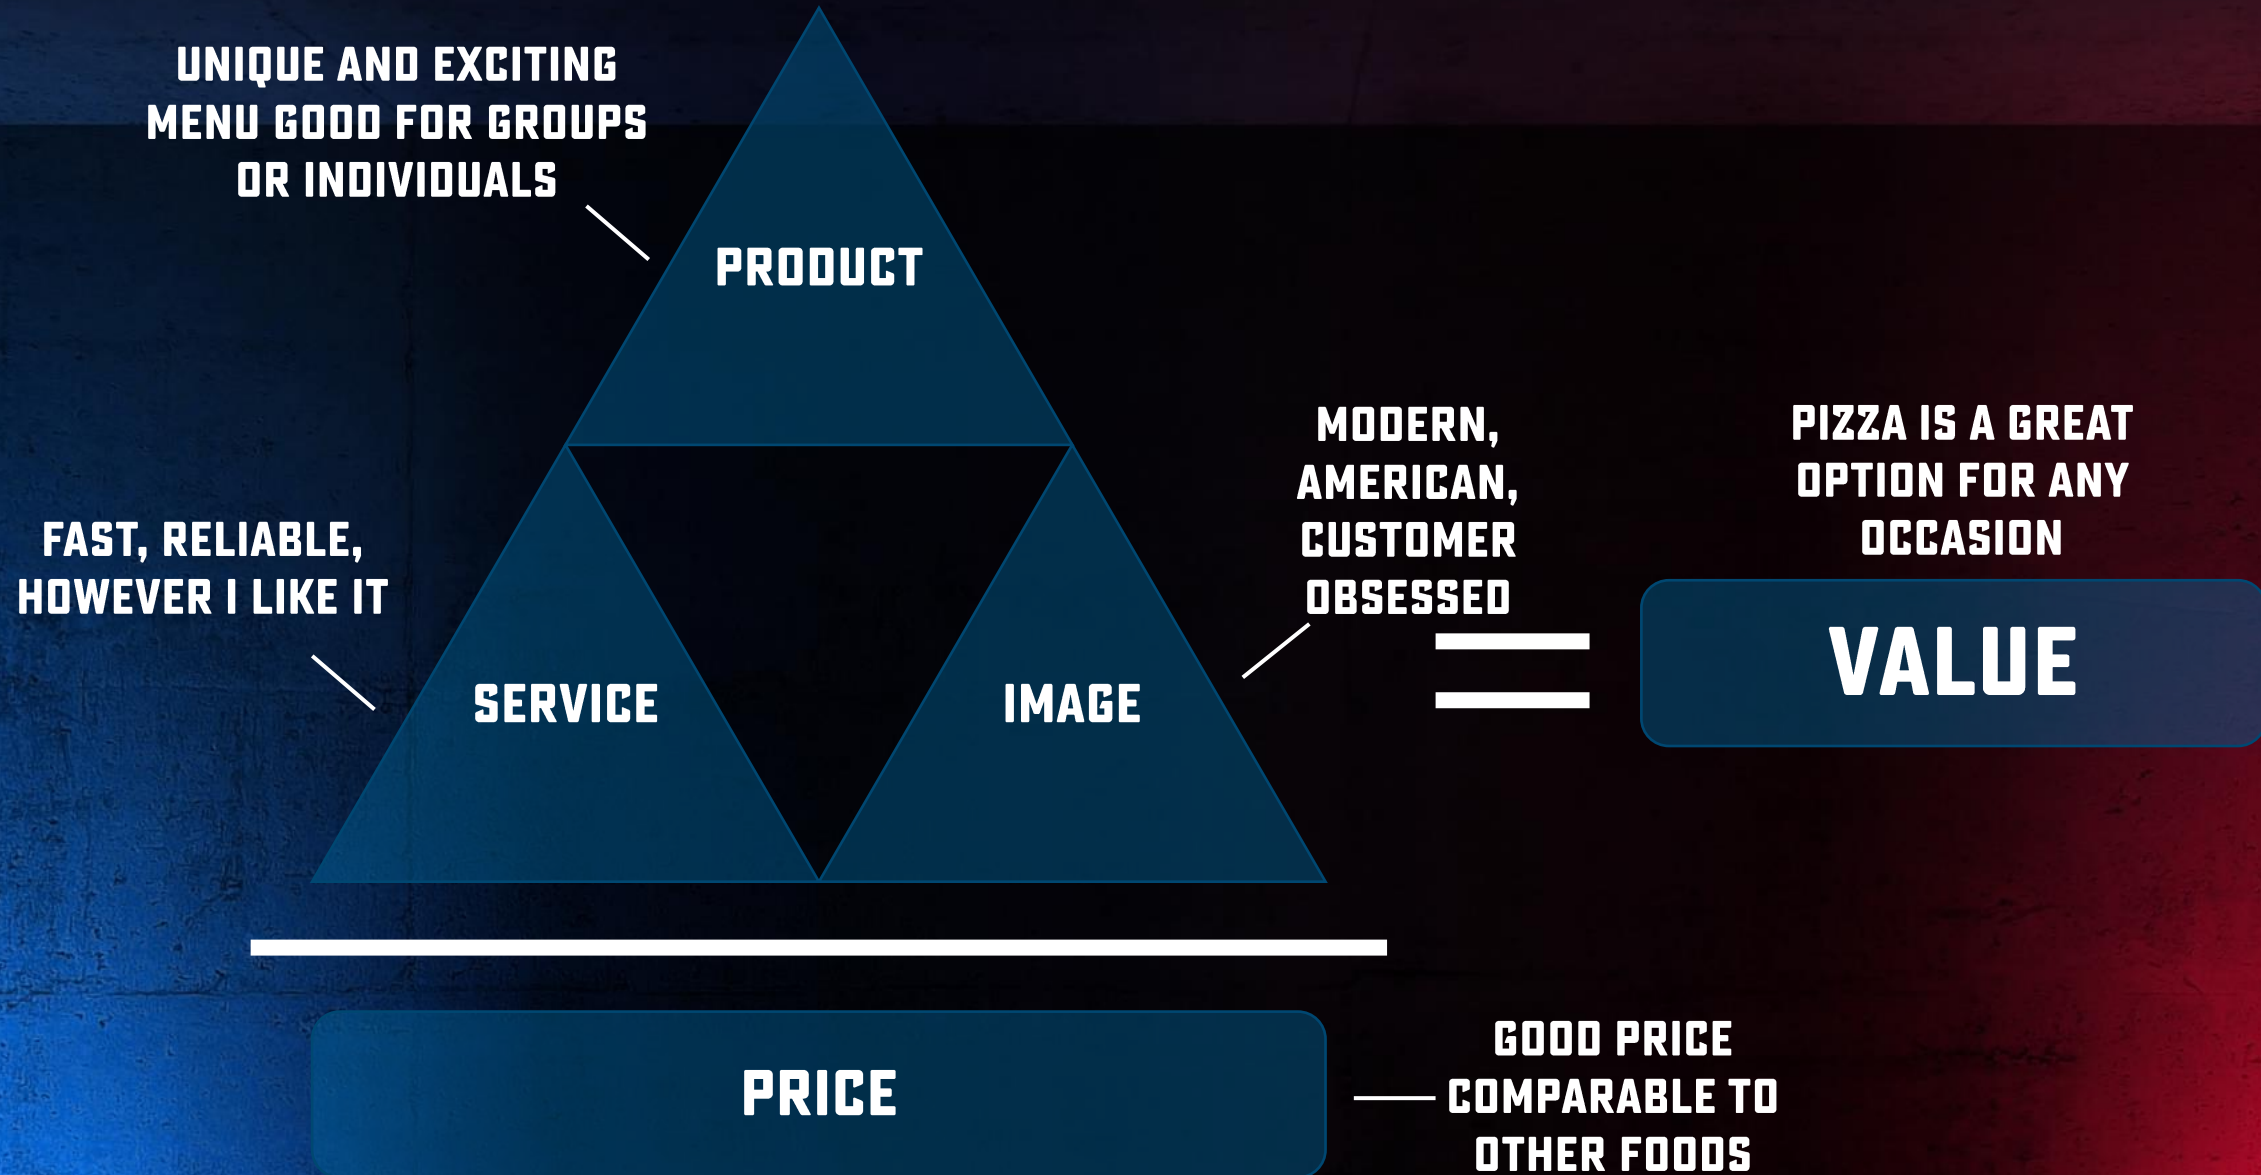 UNIQUE AND EXCITING
MENU GOOD FOR GROUPS
OR INDIVIDUALS
PRODUCT
MODERN,
AMERICAN,
CUSTOMER
OBSESSED
PIZZA IS A GREAT
OPTION FOR ANY
OCCASION
FAST, RELIABLE,
HOWEVER I LIKE IT
SERVICE
IMAGE
=
VALUE
PRICE
GOOD PRICE
COMPARABLE TO
OTHER FOODS